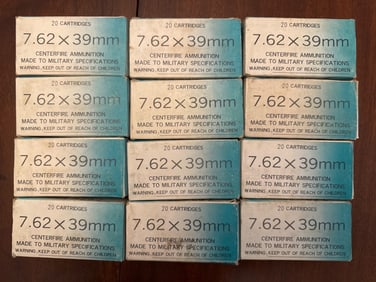 20 CARTRIDGES
7.62×39mm
CENTERFIRE AMMUNITION
MADE TO MILITARY SPECIFICATIONS
WARNING..KEEP OUT OF REACH OF CHILDREN
20 CARTRIDGES
7.62×39mm
CENTERFIRE AMMUNITION
MADE TO MILITARY SPECIFICATIONS
WARNING..KEEP OUT OF REACH OF CHILDREN
20 CARTRIDGES
7.62×39mm
CENTERFIRE AMMUNITION
MADE TO MILITARY SPECIFICATIONS
WARNING..KEEP OUT OF REACH OF CHILDREN
20 CARTRIDGES
7.62×39mm
CENTERFIRE AMMUNITION
MADE TO MILITARY SPECIFICATIONS
WARNING..KEEP OUT OF REACH OF CHILDREN
20 CARTRIDGES
7.62×39mm
CENTERFIRE AMMUNITION
MADE TO MILITARY SPECIFICATIONS
WARNING..KEEP OUT OF REACH OF CHILDREN
20 CARTRIDGES
7.62×39mm
CENTERFIRE AMMUNITION
MADE TO MILITARY SPECIFICATIONS
WARNING..KEEP OUT OF REACH OF CHILDREN
20 CARTRIDGES
7.62×39mm
CENTERFIRE AMMUNITION
MADE TO MILITARY SPECIFICATIONS
WARNING..KEEP OUT OF REACH OF CHILDREN
20 CARTRIDGES
7.62×39mm
CENTERFIRE AMMUNITION
MADE TO MILITARY SPECIFICATIONS
WARNING..KEEP OUT OF REACH OF CHILDREN
20 CARTRIDGES
7.62×39mm
CENTERFIRE AMMUNITION
MADE TO MILITARY SPECIFICATIONS
WARNING..KEEP OUT OF REACH OF CHILDREN
20 CARTRIDGES
7.62×39mm
CENTERFIRE AMMUNITION
MADE TO MILITARY SPECIFICATIONS
WARNING..KEEP OUT OF REACH OF CHILDREN
20 CARTRIDGES
7.62×39mm
CENTERFIRE AMMUNITION
MADE TO MILITARY SPECIFICATIONS
WARNING..KEEP OUT OF REACH OF CHILDREN
20 CARTRIDGES
7.62×39mm
CENTERFIRE AMMUNITION
MADE TO MILITARY SPECIFICATIONS
WARNING..KEEP OUT OF REACH OF CHILDREN